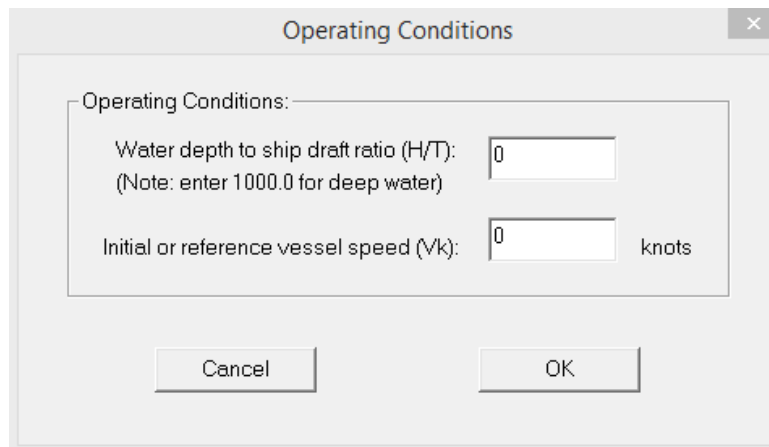 Operating Conditions
Operating Conditions:
Water depth to ship draft ratio (H/T): 0
(Note: enter 1000.0 for deep water)
Initial or reference vessel speed (Vk): 0 knots
Cancel OK